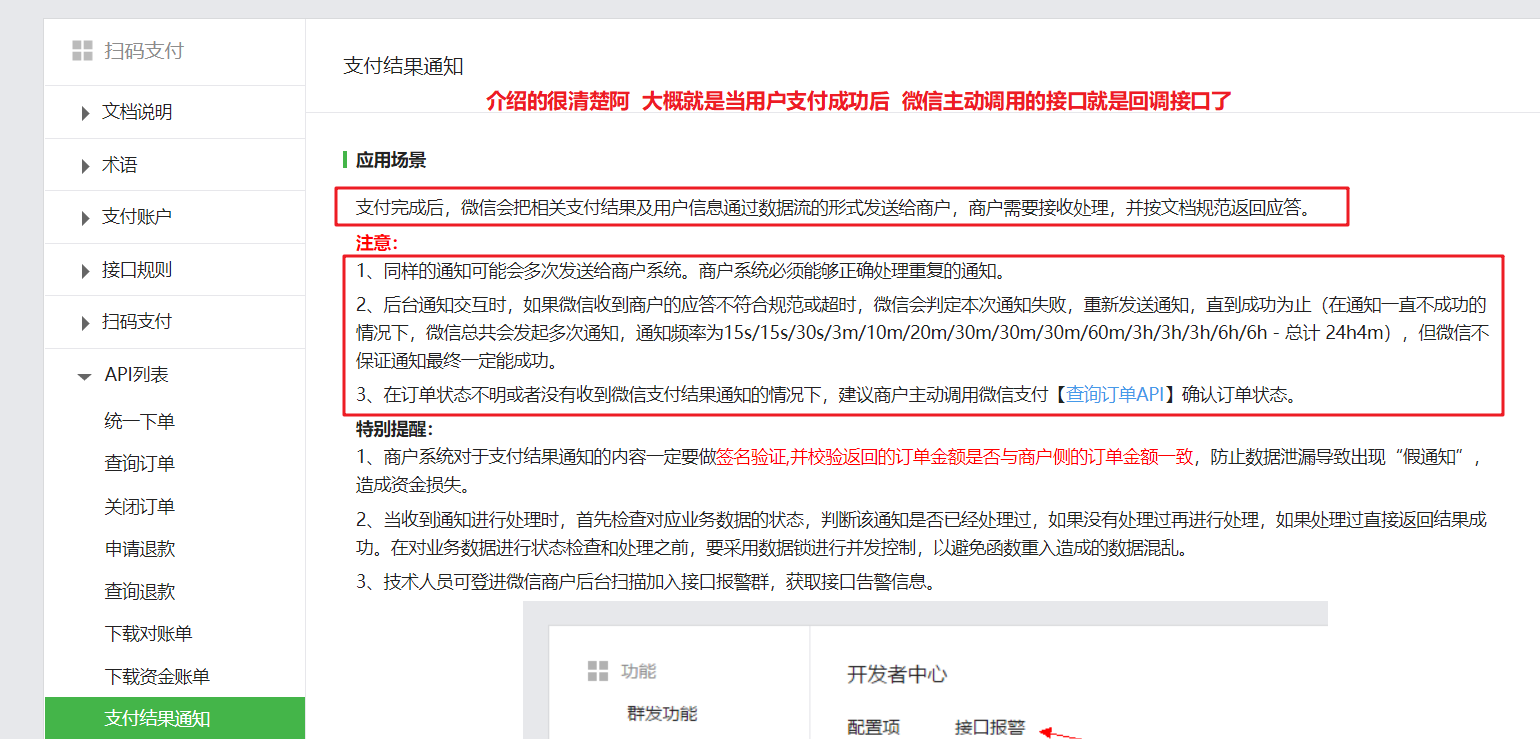 扫码支付
文档说明
术语
支付账户
接口规则
扫码支付
API列表
统一下单
查询订单
关闭订单
申请退款
查询退款
下载对账单
下载资金账单
支付结果通知
支付结果通知
介绍的很清楚阿 大概就是当用户支付成功后 微信主动调用的接口就是回调接口了
应用场景
支付完成后，微信会把相关支付结果及用户信息通过数据流的形式发送给商户，商户需要接收处理，并按文档规范返回应答。
注意：
1、同样的通知可能会多次发送给商户系统。商户系统必须能够正确处理重复的通知。
2、后台通知交互时，如果微信收到商户的应答不符合规范或超时，微信会判定本次通知失败，重新发送通知，直到成功为止（在通知一直不成功的
情况下，微信总共会发起多次通知，通知频率为15s/15s/30s/3m/10m/20m/30m/30m/30m/60m/3h/3h/3h/6h/6h - 总计 24h4m），但微信不
保证通知最终一定能成功。
3、在订单状态不明或者没有收到微信支付结果通知的情况下，建议商户主动调用微信支付【查询订单API】确认订单状态。
特别提醒：
1、商户系统对于支付结果通知的内容一定要做签名验证,并校验返回的订单金额是否与商户侧的订单金额一致，防止数据泄漏导致出现“假通知”，
造成资金损失。
2、当收到通知进行处理时，首先检查对应业务数据的状态，判断该通知是否已经处理过，如果没有处理过再进行处理，如果处理过直接返回结果成
功。在对业务数据进行状态检查和处理之前，要采用数据锁进行并发控制，以避免函数重入造成的数据混乱。
3、技术人员可登进微信商户后台扫描加入接口报警群，获取接口告警信息。
功能
群发功能
开发者中心
配置项 接口报警